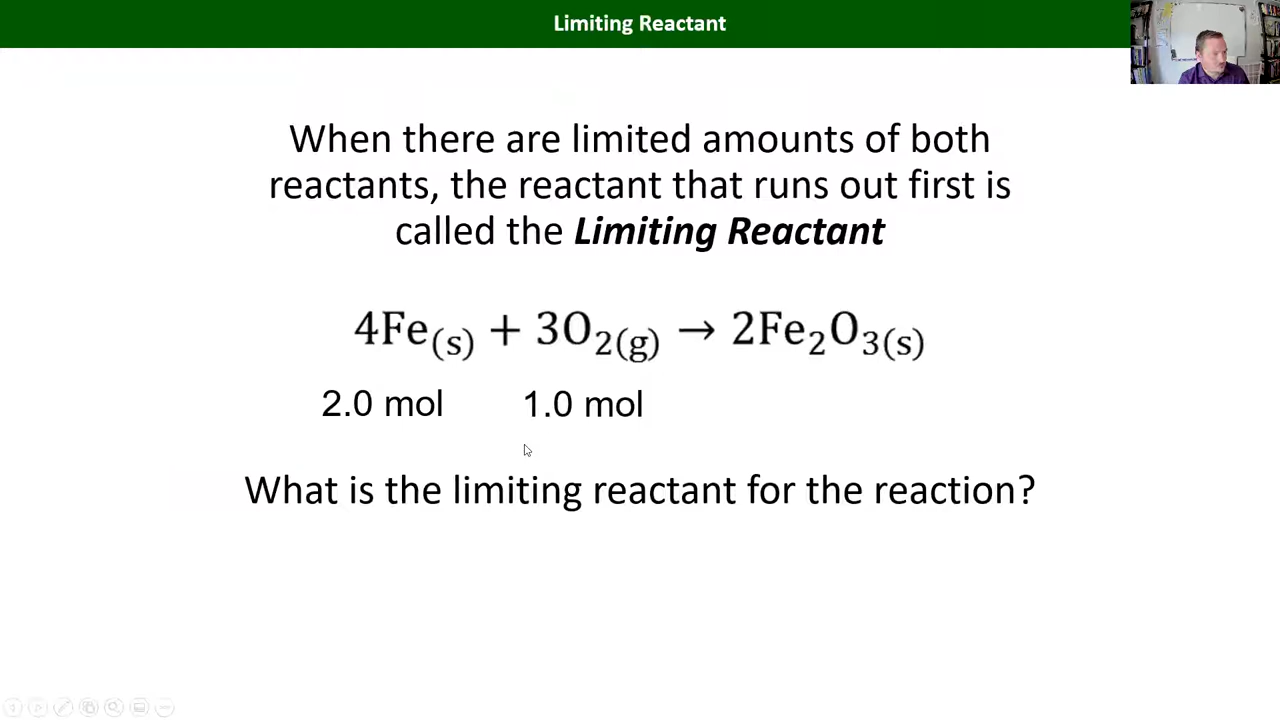 Limiting Reactant
When there are limited amounts of both
reactants, the reactant that runs out first is
called the Limiting Reactant
4Fe(s) + 3O2(g) → 2Fe2O3(s)
2.0 mol 1.0 mol
What is the limiting reactant for the reaction?